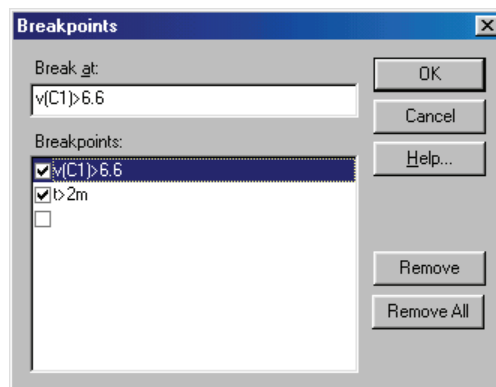 Breakpoints
Break at:
v(C1)>6.6
OK
Cancel
Help...
Breakpoints:
v(C1)>6.6
t>2m
Remove
Remove All